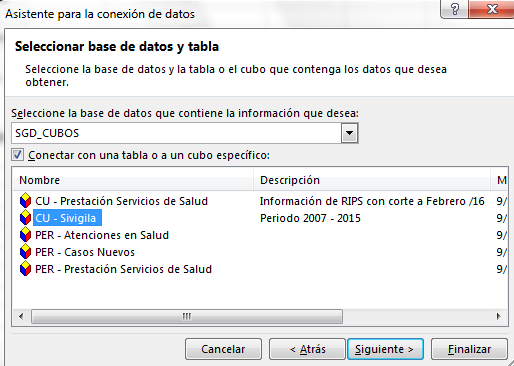 Asistente para la conexión de datos
Seleccionar base de datos y tabla
Seleccione la base de datos y la tabla o el cubo que contenga los datos que desea
obtener.
Seleccione la base de datos que contiene la información que desea:
SGD_CUBOS
Conectar con una tabla o a un cubo específico:
Nombre Descripción M
CU - Prestación Servicios de Salud Información de RIPS con corte a Febrero /16 9/
CU - Sivigila Periodo 2007 - 2015 9/
PER - Atenciones en Salud 9/
PER - Casos Nuevos 9/
PER - Prestación Servicios de Salud 9/
Cancelar < Atrás Siguiente > Finalizar